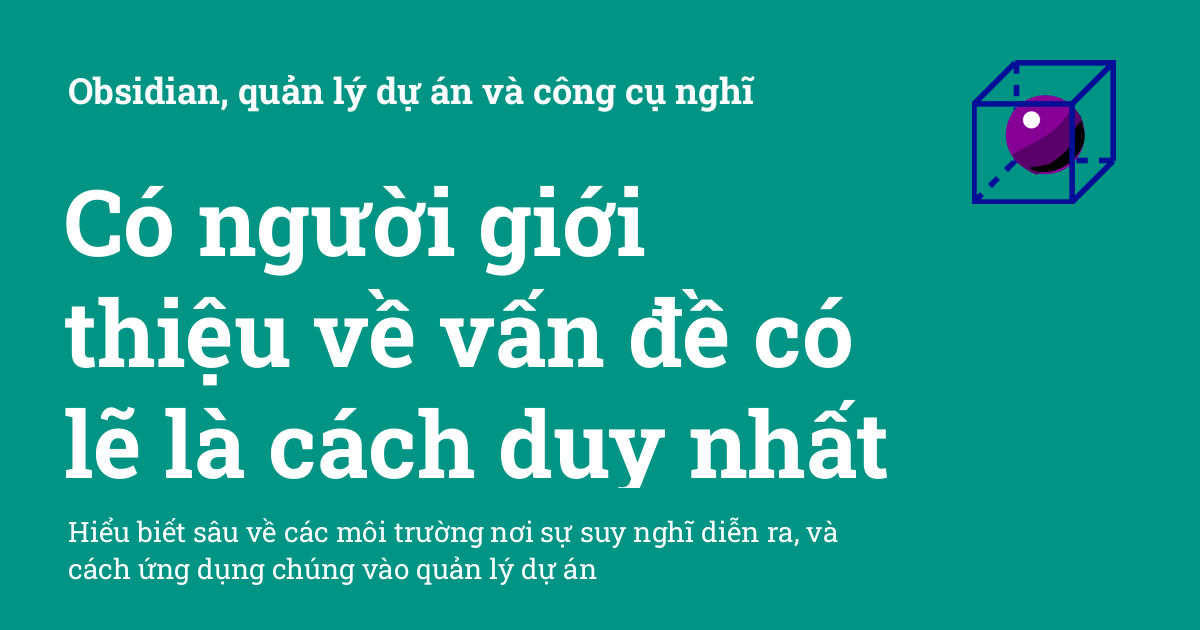 Obsidian, quản lý dự án và công cụ nghĩ
Có người giới
thiệu về vấn đề có
lẽ là cách duy nhất
Hiểu biết sâu về các môi trường nơi sự suy nghĩ diễn ra, và
cách ứng dụng chúng vào quản lý dự án